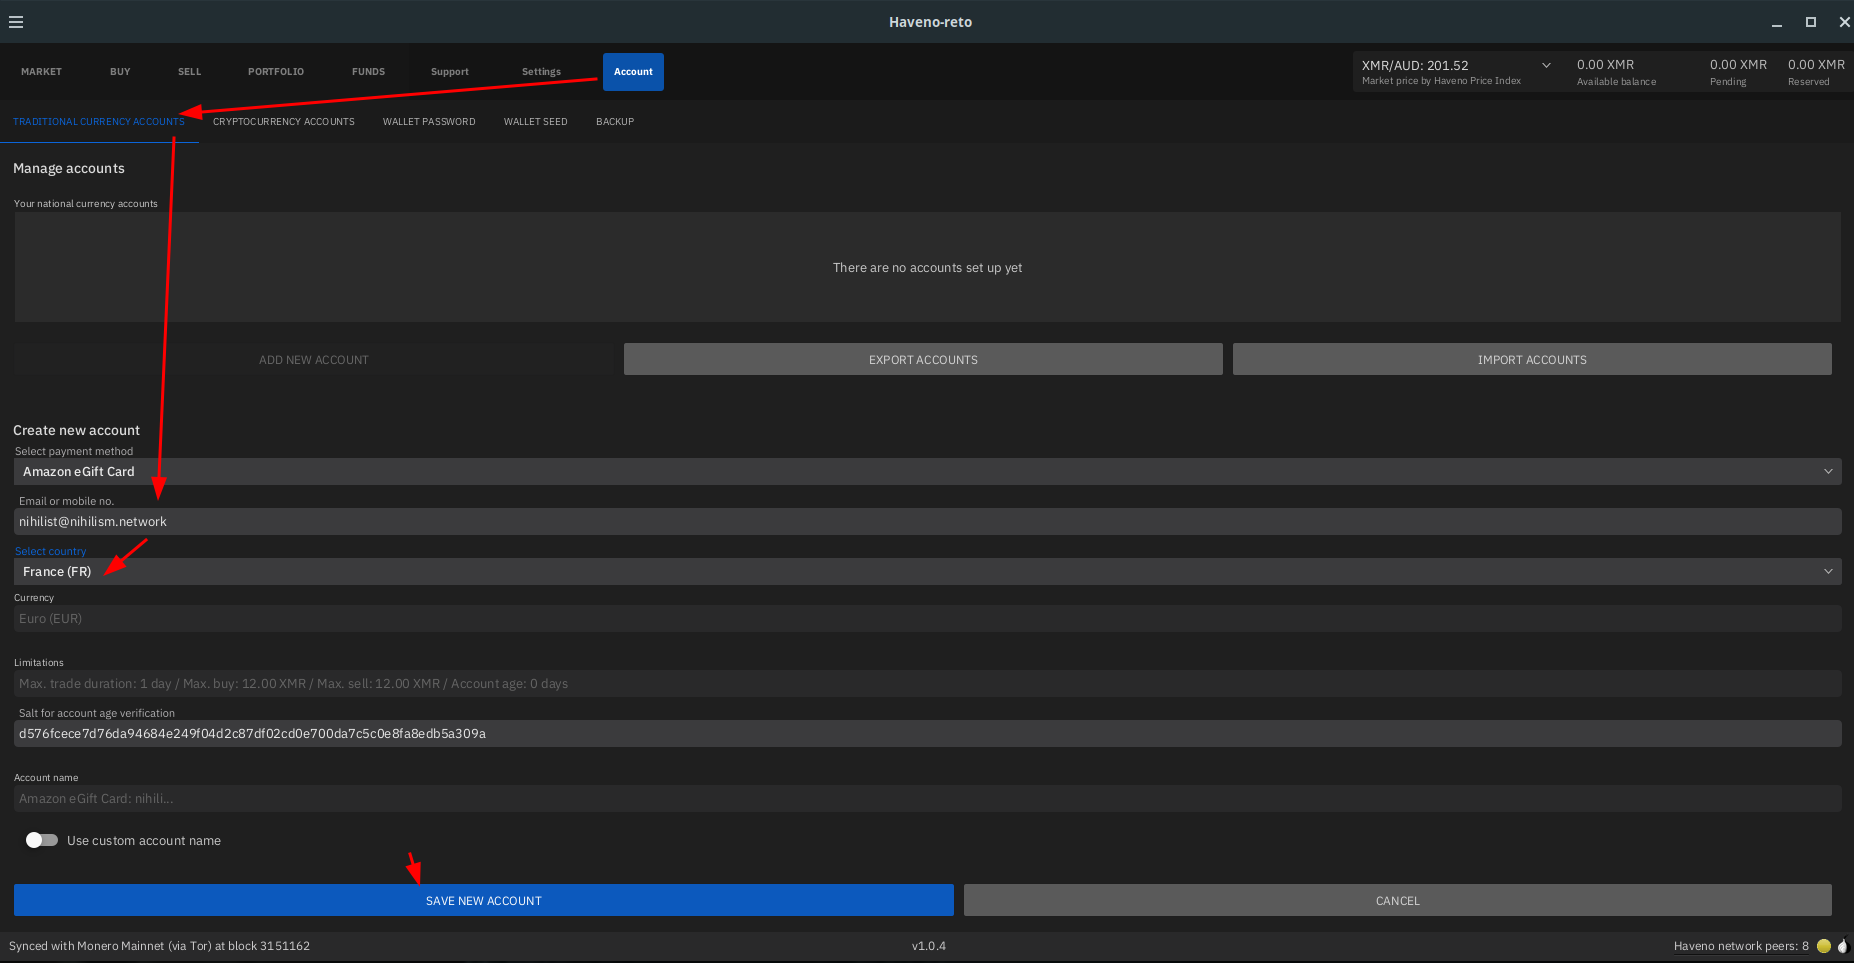 Haveno-reto
MARKET BUY SELL PORTFOLIO FUNDS Support Settings Account
XMR/AUD: 201.52 0.00 XMR 0.00 XMR 0.00 XMR
Market price by Haveno Price Index Available balance Pending Reserved
TRADITIONAL CURRENCY ACCOUNTS CRYPTOCURRENCY ACCOUNTS WALLET PASSWORD WALLET SEED BACKUP
Manage accounts
Your national currency accounts
There are no accounts set up yet
ADD NEW ACCOUNT EXPORT ACCOUNTS IMPORT ACCOUNTS
Create new account
Select payment method
Amazon eGift Card
Email or mobile no.
nihilist@nihilism.network
Select country
France (FR)
Currency
Euro (EUR)
Limitations
Max. trade duration: 1 day / Max. buy: 12.00 XMR / Max. sell: 12.00 XMR / Account age: 0 days
Salt for account age verification
d576fcece7d76da94684e249f04d2c87df02cd0e700da7c5c0e8fa8edb5a309a
Account name
Amazon eGift Card: nihili...
Use custom account name
SAVE NEW ACCOUNT CANCEL
Synced with Monero Mainnet (via Tor) at block 3151162 v1.0.4 Haveno network peers: 8